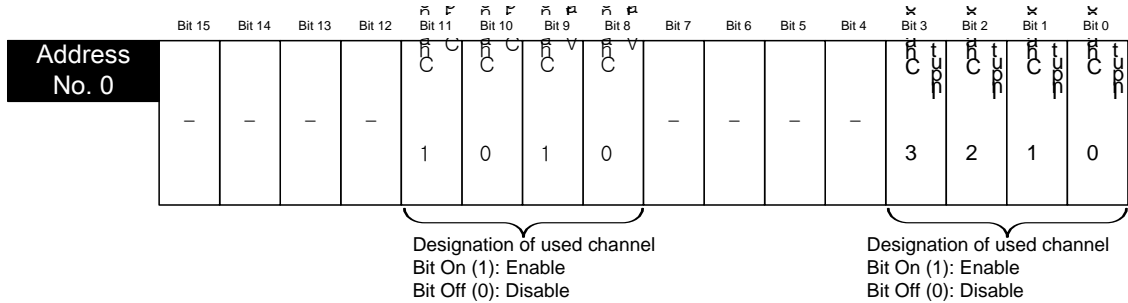 Bit 15 Bit 14 Bit 13 Bit 12 Bit 11 Bit 10 Bit 9 Bit 8 Bit 7 Bit 6 Bit 5 Bit 4 Bit 3 Bit 2 Bit 1 Bit 0
Address
No. 0
– – – – 1 0 1 0 – – – – 3 2 1 0
Designation of used channel
Bit On (1): Enable
Bit Off (0): Disable
Designation of used channel
Bit On (1): Enable
Bit Off (0): Disable